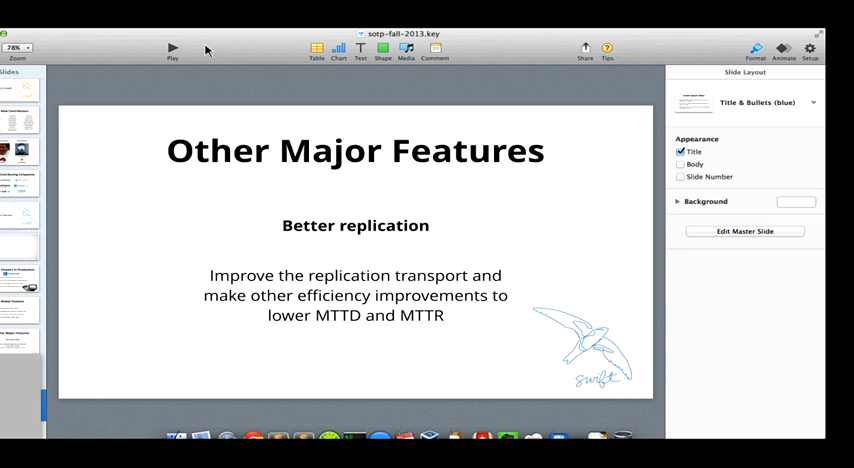 sotp-fall-2013.key
78%
Zoom
Play
Table
Chart
Text
Shape
Media
Comment
Share
Tips
Format
Animate
Setup
Slides
Slide Layout
Title & Bullets (blue)
Appearance
Title
Body
Slide Number
Background
Edit Master Slide
Other Major Features
Better replication
Improve the replication transport and
make other efficiency improvements to
lower MTTD and MTTR
swift